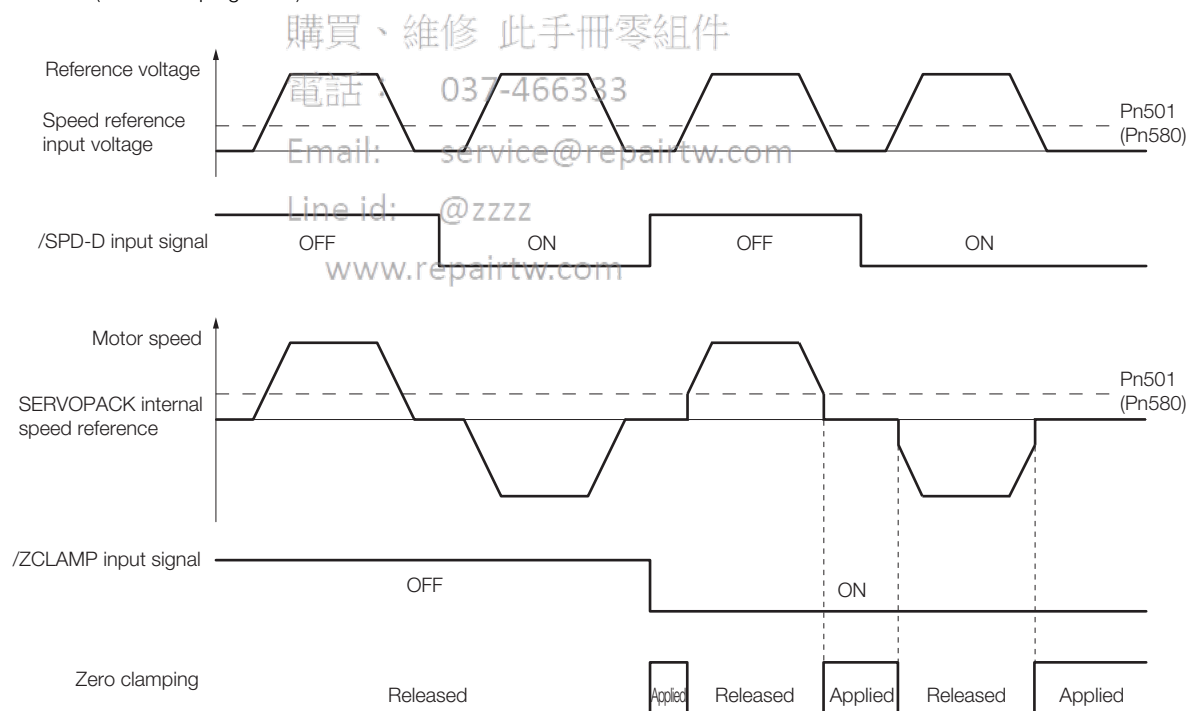 購買、維修 此手冊零組件
Reference voltage
電話： 037-466333
Speed reference
input voltage
Pn501
(Pn580)
Email: service@repairtw.com
Line id: @zzzz
/SPD-D input signal
OFF
ON
OFF
ON
www.repairtw.com
Motor speed
SERVOPACK internal
speed reference
Pn501
(Pn580)
/ZCLAMP input signal
OFF
ON
Zero clamping
Released
Applied
Released
Applied
Released
Applied